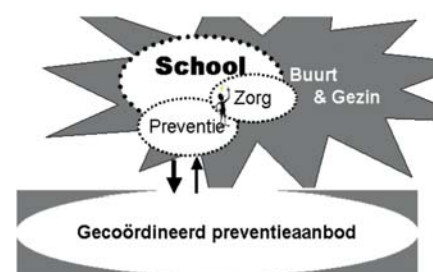 School
Buurt
& Gezin
Zorg
Preventie
Gecoördineerd preventieaanbod